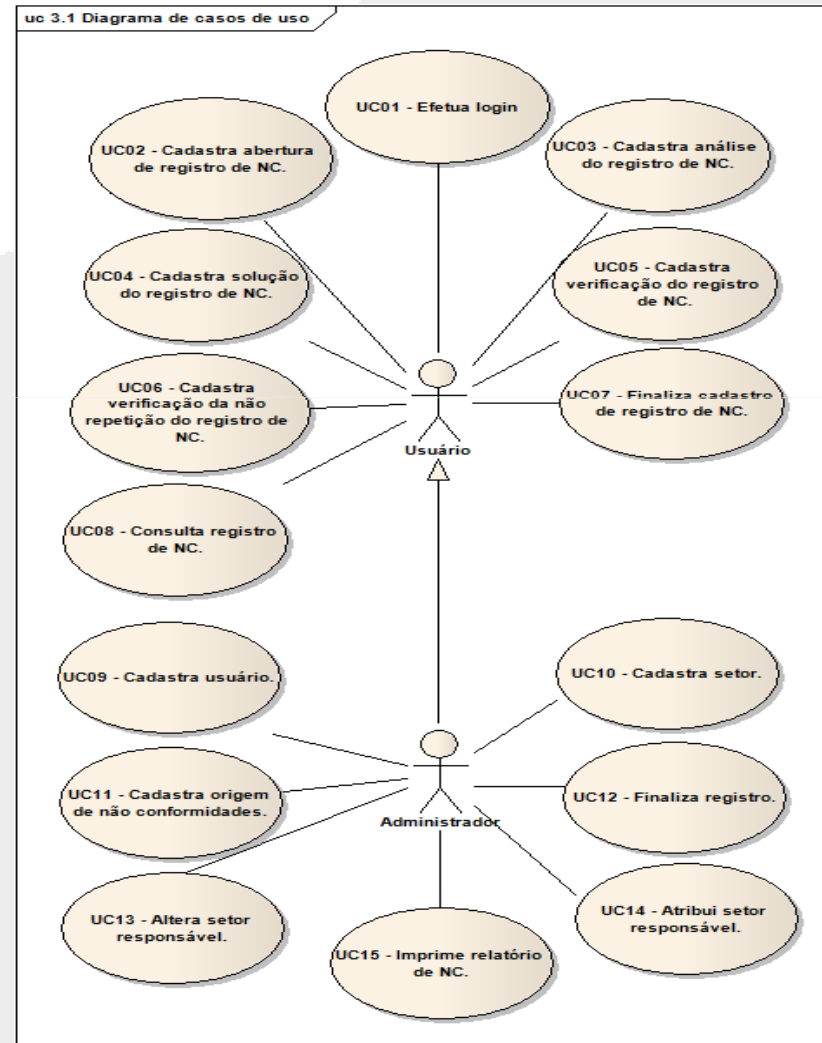 uc 3.1 Diagrama de casos de uso
UC01 - Efetua login
UC02 - Cadastra abertura
de registro de NC.
UC03 - Cadastra análise
do registro de NC.
UC04 - Cadastra solução
do registro de NC.
UC05 - Cadastra
verificação do registro
de NC.
UC06 - Cadastra
verificação da não
repetição do registro de
NC.
UC07 - Finaliza cadastro
de registro de NC.
Usuário
UC08 - Consulta registro
de NC.
UC09 - Cadastra usuário.
UC10 - Cadastra setor.
UC11 - Cadastra origem
de não conformidades.
UC12 - Finaliza registro.
Administrador
UC13 - Altera setor
responsável.
UC14 - Atribui setor
responsável.
UC15 - Imprime relatório
de NC.